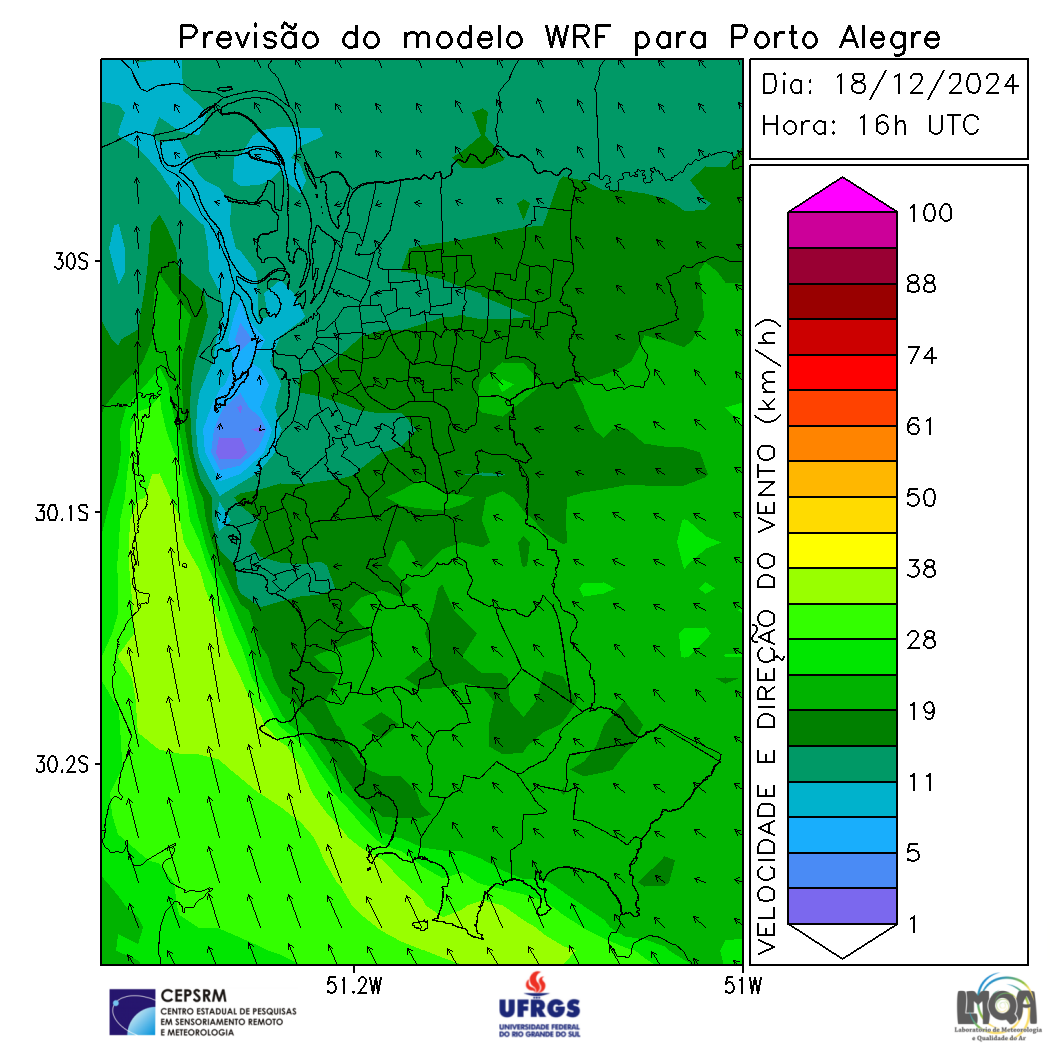 Previsão do modelo WRF para Porto Alegre
Dia: 18/12/2024
Hora: 16h UTC
30S
30.1S
30.2S
51.2W
51W
VELOCIDADE E DIREÇÃO DO VENTO (km/h)
100
88
74
61
50
38
28
19
11
5
1
CEPSRM
CENTRO ESTADUAL DE PESQUISAS
EM SENSORIAMENTO REMOTO
E METEOROLOGIA
UFRGS
UNIVERSIDADE FEDERAL
DO RIO GRANDE DO SUL
LMQA
Laboratório de Meteorologia
e Qualidade do Ar